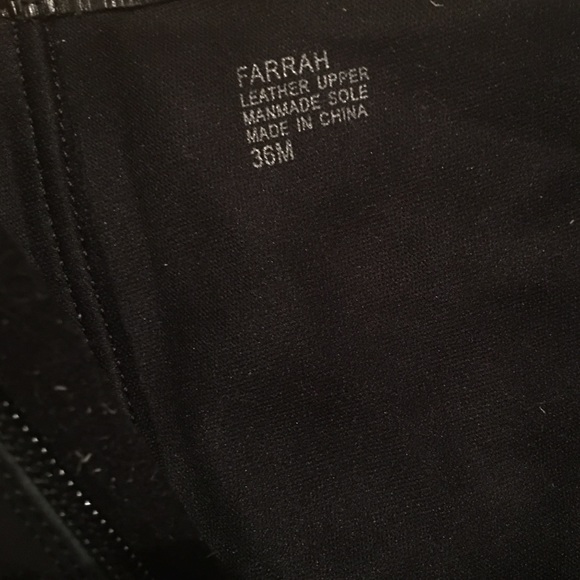 FARRAH
LEATHER UPPER
MANMADE SOLE
MADE IN CHINA
36M